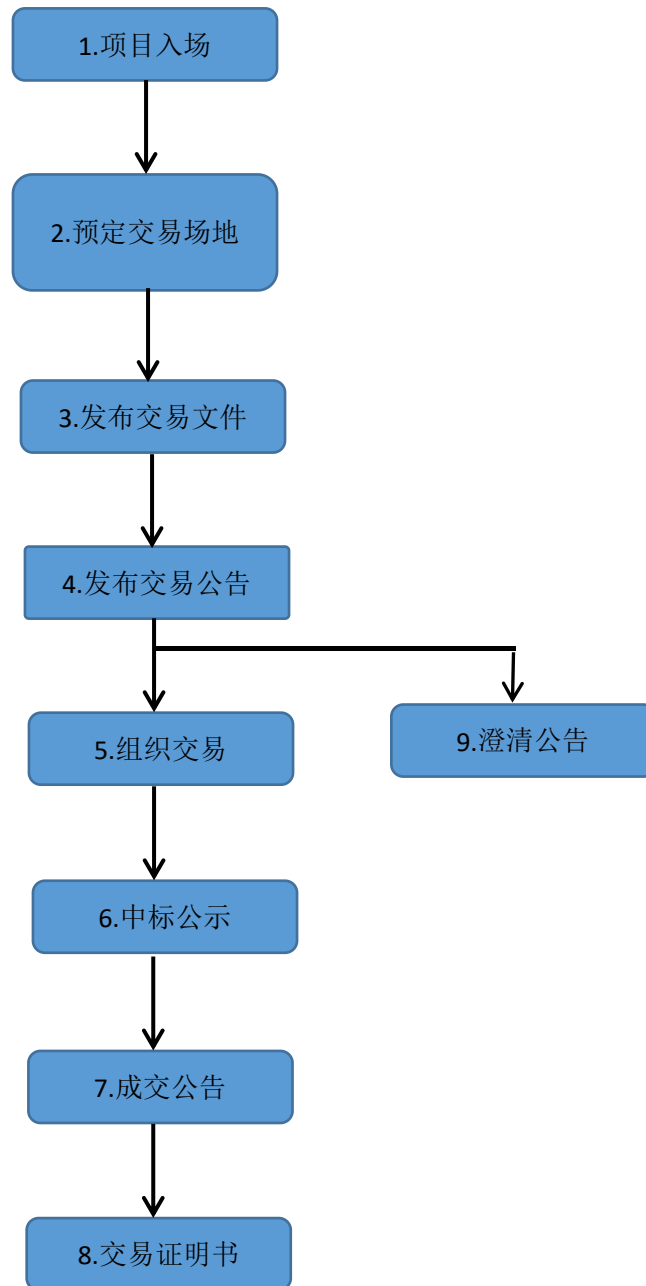 1.项目入场
2.预定交易场地
3.发布交易文件
4.发布交易公告
5.组织交易
9.澄清公告
6.中标公示
7.成交公告
8.交易证明书